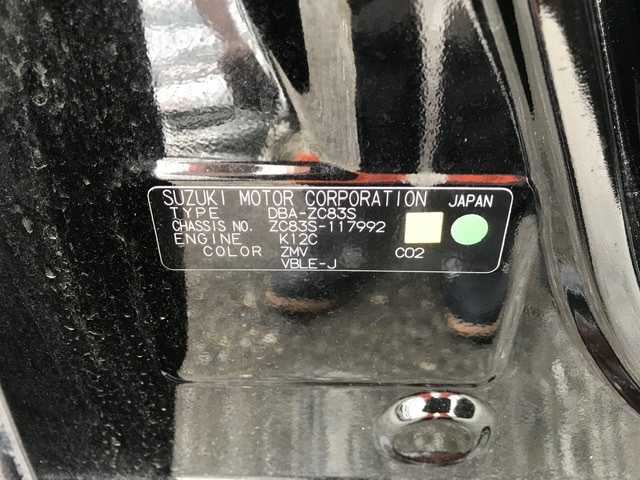 SUZUKI MOTOR CORPORATION JAPAN
TYPE DBA-ZC83S
CHASSIS NO. ZC83S-117992
ENGINE K12C
COLOR ZMV C02
VBLE-J